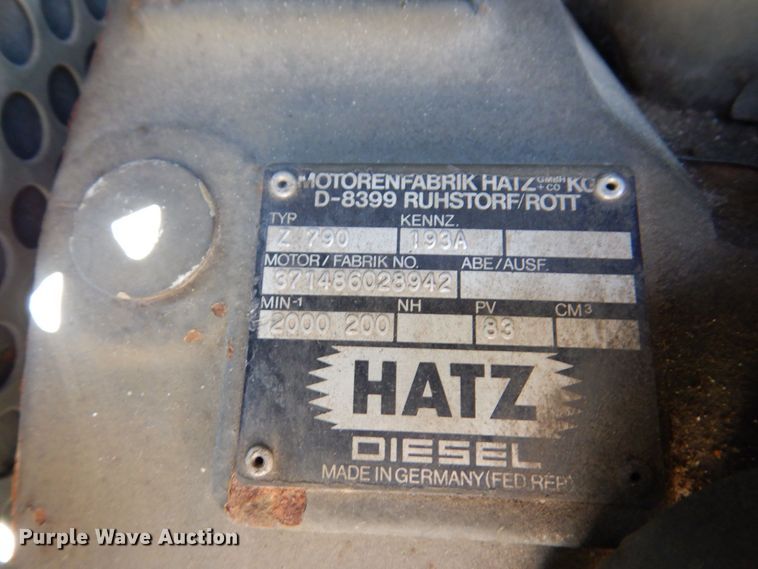 MOTORENFABRIK HATZ GMBH + CO KG
D-8399 RUHSTORF/ROTT
TYP KENNZ.
Z 790 193A
MOTOR/FABRIK NO. ABE/AUSF.
371486028942
MIN-1 NH PV CM3
2000 200 83
HATZ
DIESEL
MADE IN GERMANY (FED.REP.)
Purple Wave Auction